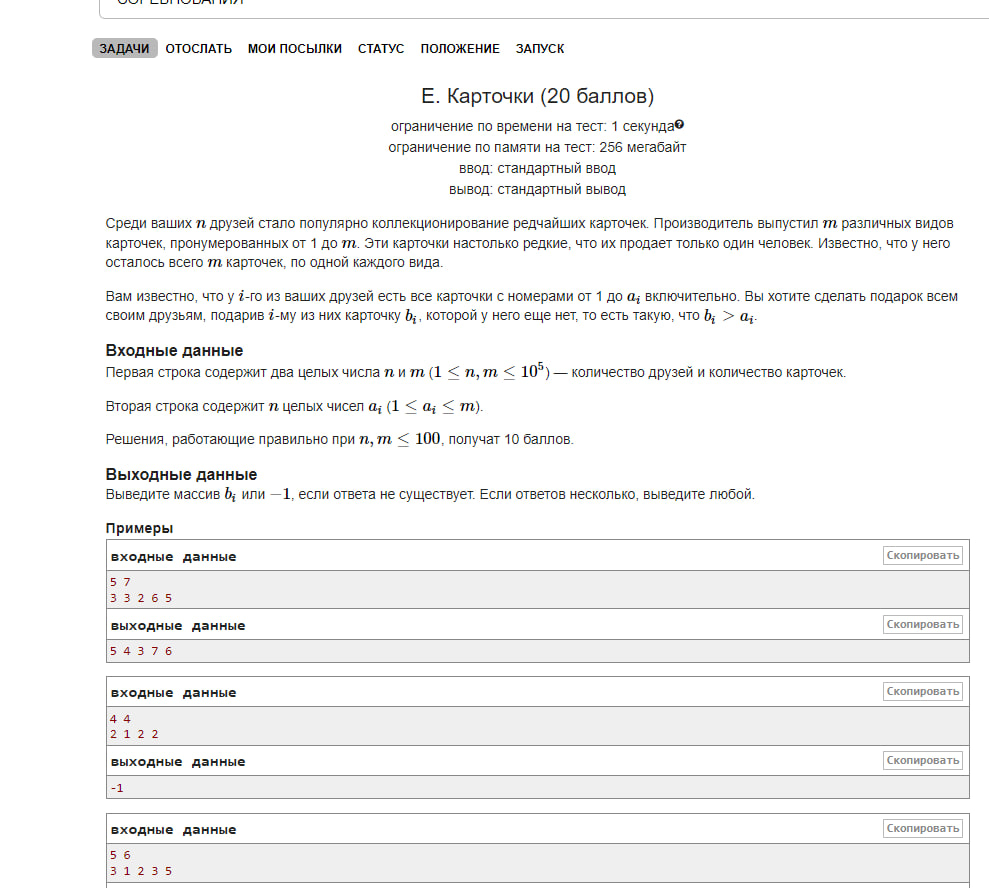 СОРЕВНОВАНИЯ
ЗАДАЧИ ОТОСЛАТЬ МОИ ПОСЫЛКИ СТАТУС ПОЛОЖЕНИЕ ЗАПУСК
E. Карточки (20 баллов)
ограничение по времени на тест: 1 секунда?
ограничение по памяти на тест: 256 мегабайт
ввод: стандартный ввод
вывод: стандартный вывод
Среди ваших n друзей стало популярно коллекционирование редчайших карточек. Производитель выпустил m различных видов
карточек, пронумерованных от 1 до m. Эти карточки настолько редкие, что их продает только один человек. Известно, что у него
осталось всего m карточек, по одной каждого вида.
Вам известно, что у i-го из ваших друзей есть все карточки с номерами от 1 до a_i включительно. Вы хотите сделать подарок всем
своим друзьям, подарив i-му из них карточку b_i, которой у него еще нет, то есть такую, что b_i > a_i.
Входные данные
Первая строка содержит два целых числа n и m (1 ≤ n, m ≤ 10^5) — количество друзей и количество карточек.
Вторая строка содержит n целых чисел a_i (1 ≤ a_i ≤ m).
Решения, работающие правильно при n, m ≤ 100, получат 10 баллов.
Выходные данные
Выведите массив b_i или −1, если ответа не существует. Если ответов несколько, выведите любой.
Примеры
входные данные Скопировать
5 7
3 3 2 6 5
выходные данные Скопировать
5 4 3 7 6
входные данные Скопировать
4 4
2 1 2 2
выходные данные Скопировать
-1
входные данные Скопировать
5 6
3 1 2 3 5